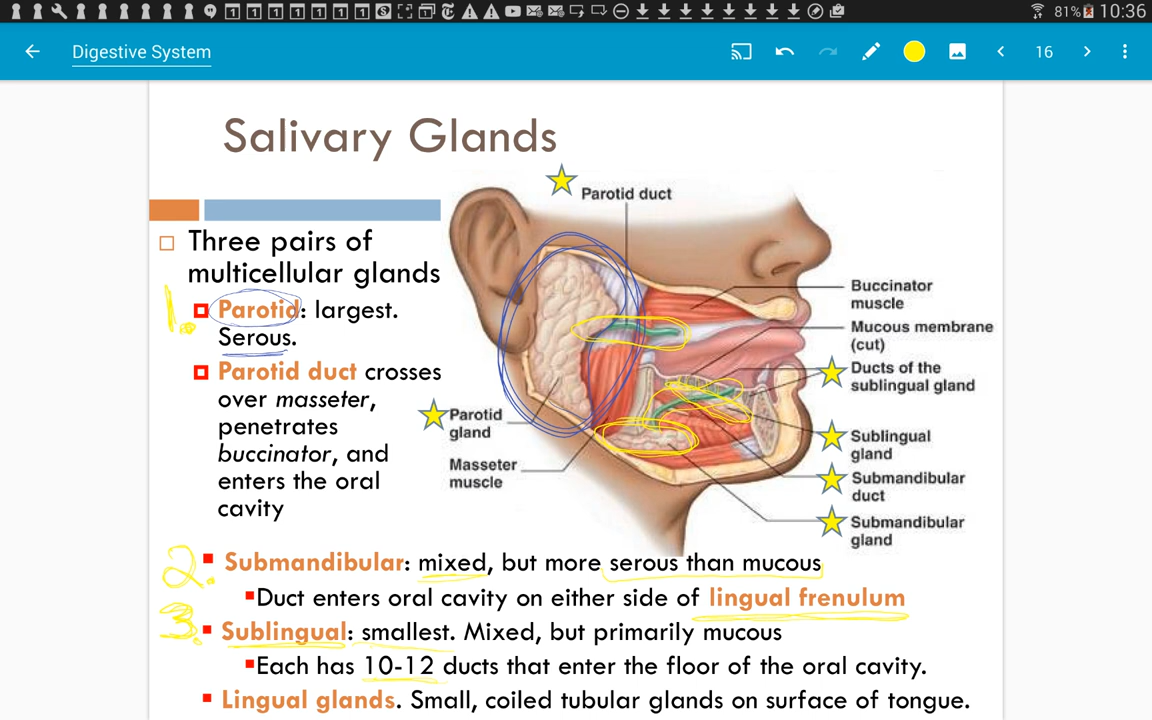 81% 10:36
Digestive System
16
Salivary Glands
Parotid duct
Three pairs of
multicellular glands
1.
Parotid: largest.
Serous.
Parotid duct crosses
over masseter,
penetrates
buccinator, and
enters the oral
cavity
Buccinator
muscle
Mucous membrane
(cut)
Ducts of the
sublingual gland
Parotid
gland
Masseter
muscle
Sublingual
gland
Submandibular
duct
Submandibular
gland
2. Submandibular: mixed, but more serous than mucous
Duct enters oral cavity on either side of lingual frenulum
3. Sublingual: smallest. Mixed, but primarily mucous
Each has 10-12 ducts that enter the floor of the oral cavity.
Lingual glands. Small, coiled tubular glands on surface of tongue.